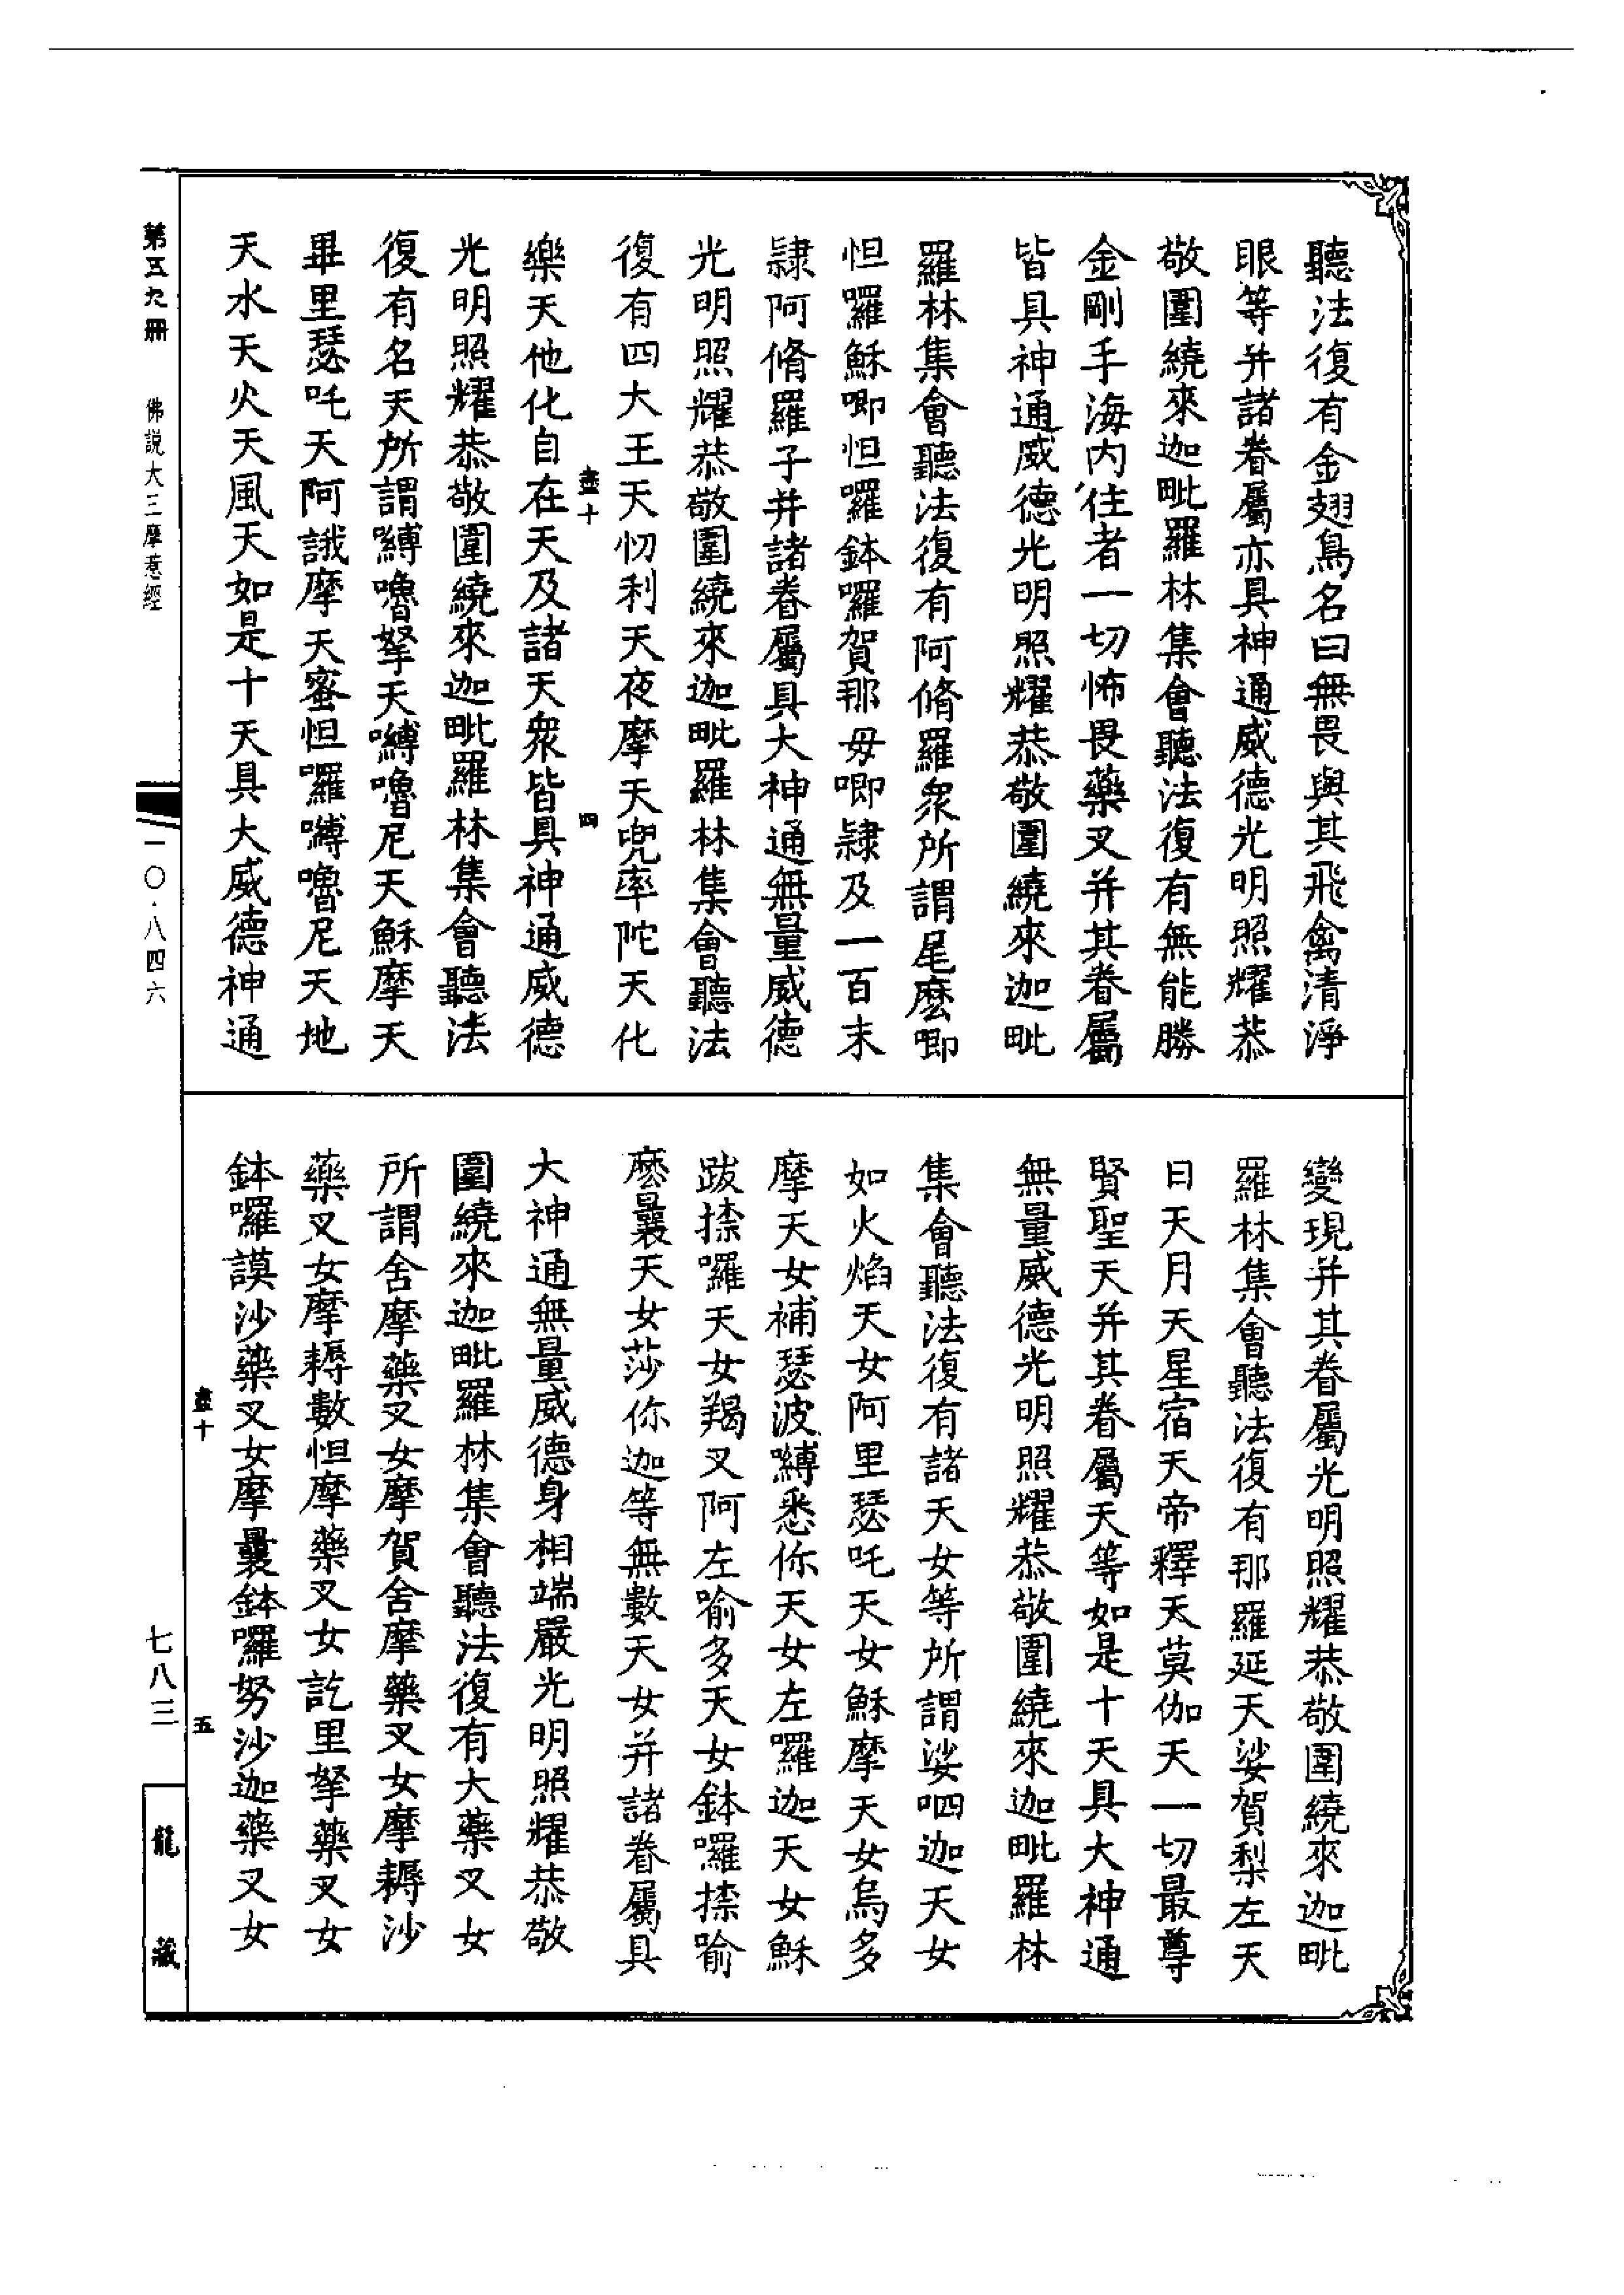 聽法復有金翅鳥名曰無畏與其飛禽清淨
眼等并諸眷屬亦具神通威德光明照耀恭
敬圍繞來迦毗羅林集會聽法復有無能勝
金剛手海內住者一切怖畏藥叉并其眷屬
皆具神通威德光明照耀恭敬圍繞來迦毗
羅林集會聽法復有阿脩羅眾所謂尾麽唧
怛囉穌唧怛囉鉢囉賀那毋唧隸及一百末
隸阿脩羅子并諸眷屬具大神通無量威德
光明照耀恭敬圍繞來迦毗羅林集會聽法
復有四大王天忉利天夜摩天兜率陀天化
盡十 四
樂天他化自在天及諸天眾皆具神通威德
光明照耀恭敬圍繞來迦毗羅林集會聽法
復有名天所謂嚩嚕拏天嚩嚕尼天穌摩天
畢里瑟吒天阿誐摩天蜜怛囉嚩嚕尼天地
天水天火天風天如是十天具大威德神通
變現并其眷屬光明照耀恭敬圍繞來迦毗
羅林集會聽法復有那羅延天娑賀梨左天
日天月天星宿天帝釋天莫伽天一切最尊
賢聖天并其眷屬天等如是十天具大神通
無量威德光明照耀恭敬圍繞來迦毗羅林
集會聽法復有諸天女等所謂娑呬迦天女
如火焰天女阿里瑟吒天女穌摩天女烏多
摩天女補瑟波嚩悉你天女左囉迦天女穌
跋捺囉天女羯叉阿左喻多天女鉢囉捺喻
麽曩天女莎你迦等無數天女并諸眷屬具
大神通無量威德身相端嚴光明照耀恭敬
圍繞來迦毗羅林集會聽法復有大藥叉女
所謂舍摩藥叉女摩賀舍摩藥叉女摩耨沙
藥叉女摩耨數怛摩藥叉女訖里拏藥叉女
鉢囉謨沙藥叉女摩曩鉢囉努沙迦藥叉女
盡十 五
第五九冊 佛説大三摩惹經
一〇·八四六
七八三
龍藏